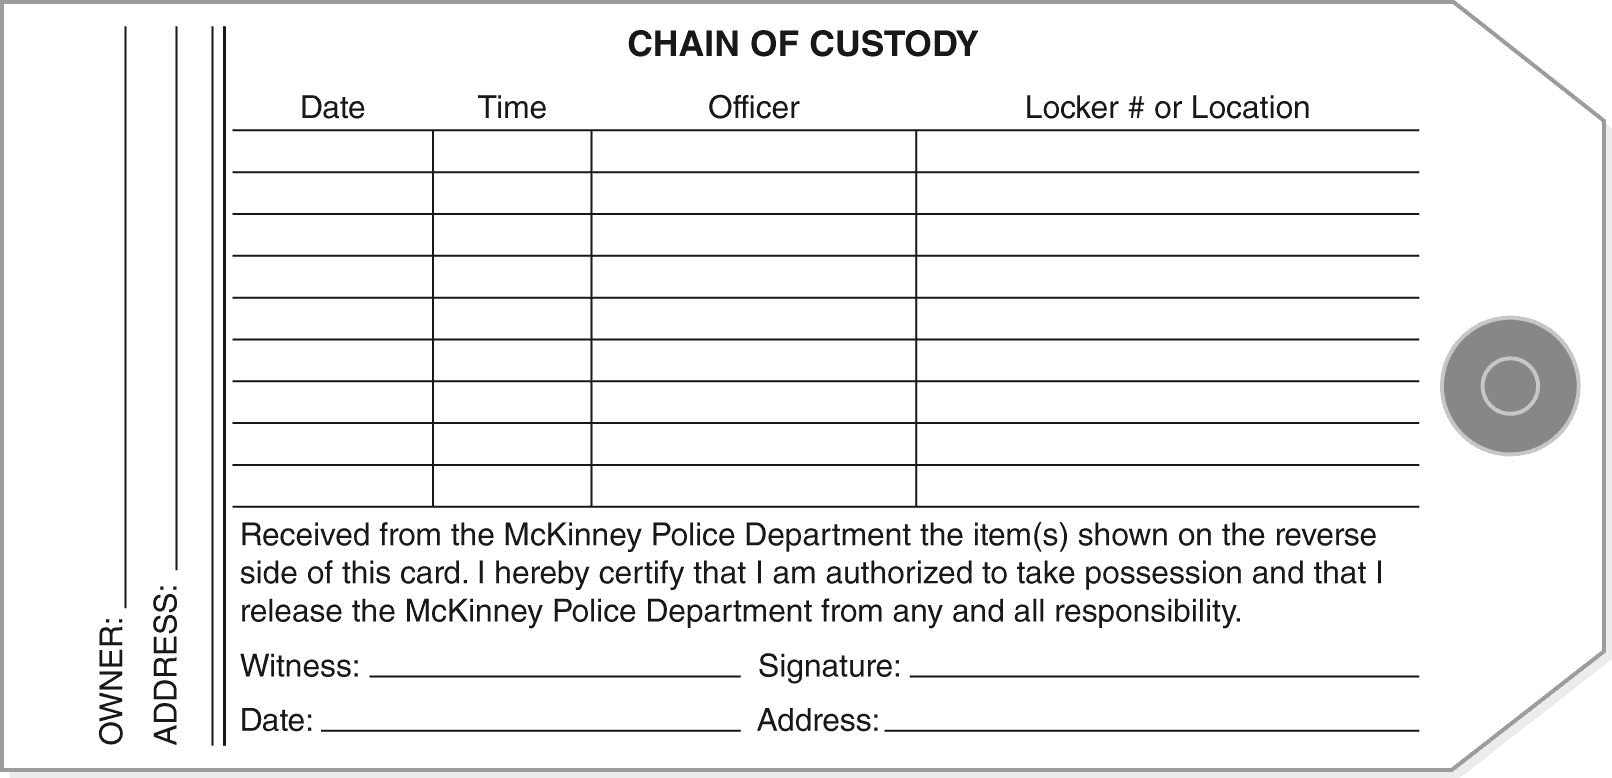 CHAIN OF CUSTODY
Date Time Officer Locker # or Location
Received from the McKinney Police Department the item(s) shown on the reverse
side of this card. I hereby certify that I am authorized to take possession and that I
release the McKinney Police Department from any and all responsibility.
Witness: Signature:
Date: Address:
OWNER:
ADDRESS: